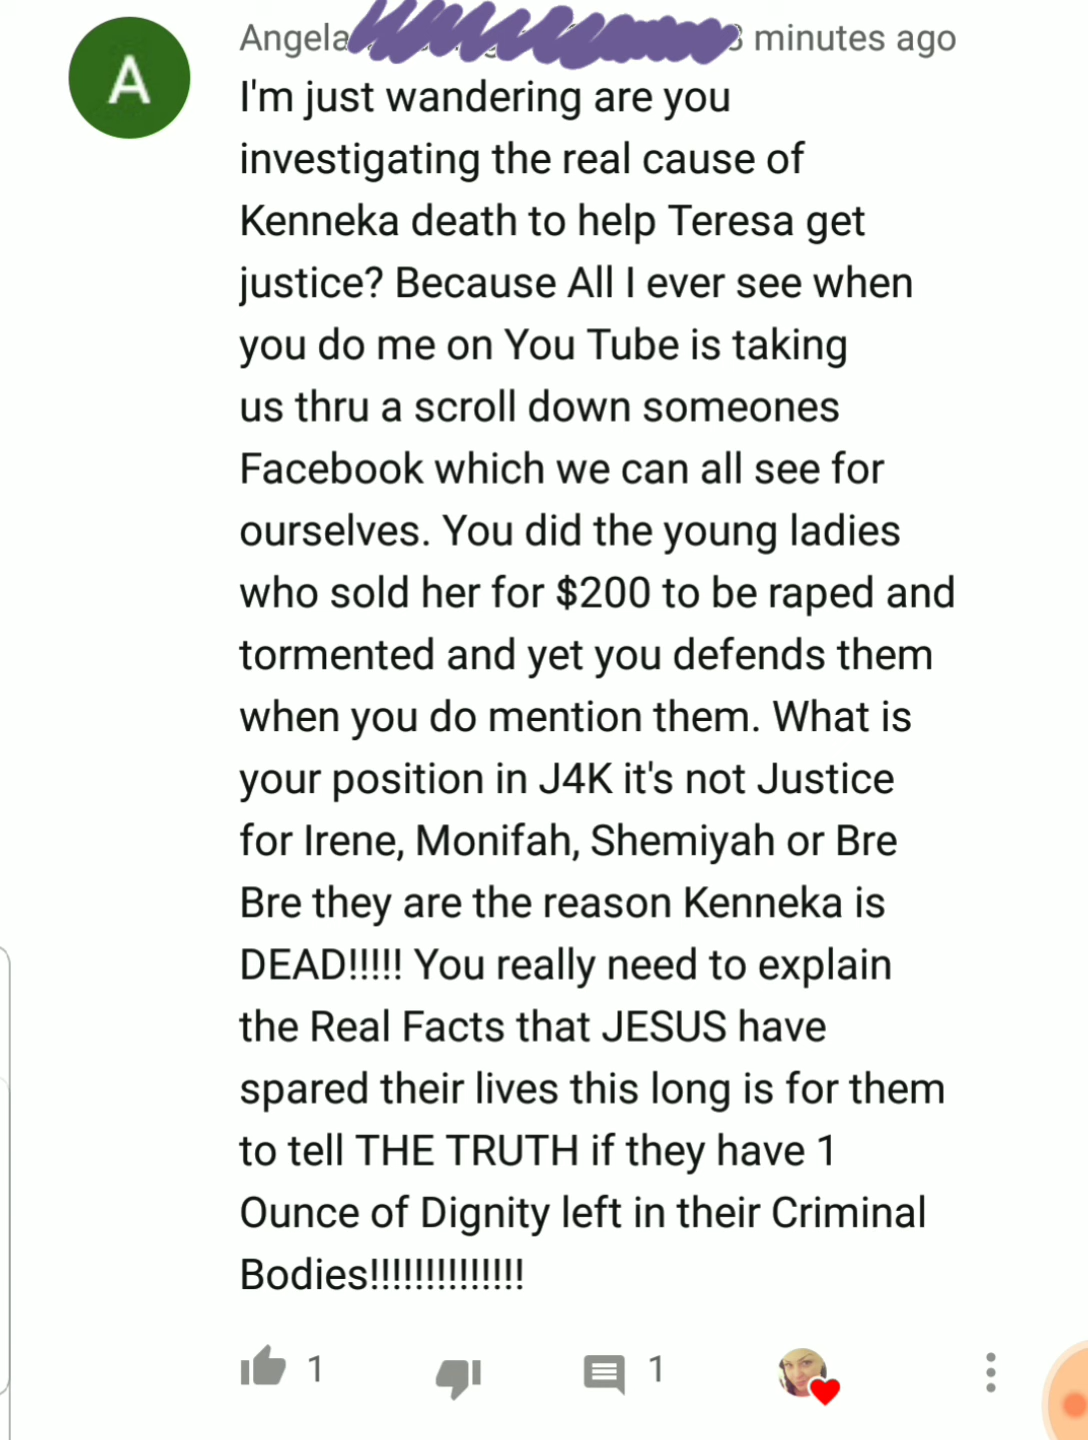 A
Angela
minutes ago
I'm just wandering are you
investigating the real cause of
Kenneka death to help Teresa get
justice? Because All I ever see when
you do me on You Tube is taking
us thru a scroll down someones
Facebook which we can all see for
ourselves. You did the young ladies
who sold her for $200 to be raped and
tormented and yet you defends them
when you do mention them. What is
your position in J4K it's not Justice
for Irene, Monifah, Shemiyah or Bre
Bre they are the reason Kenneka is
DEAD!!!!! You really need to explain
the Real Facts that JESUS have
spared their lives this long is for them
to tell THE TRUTH if they have 1
Ounce of Dignity left in their Criminal
Bodies!!!!!!!!!!!!!!
1 1